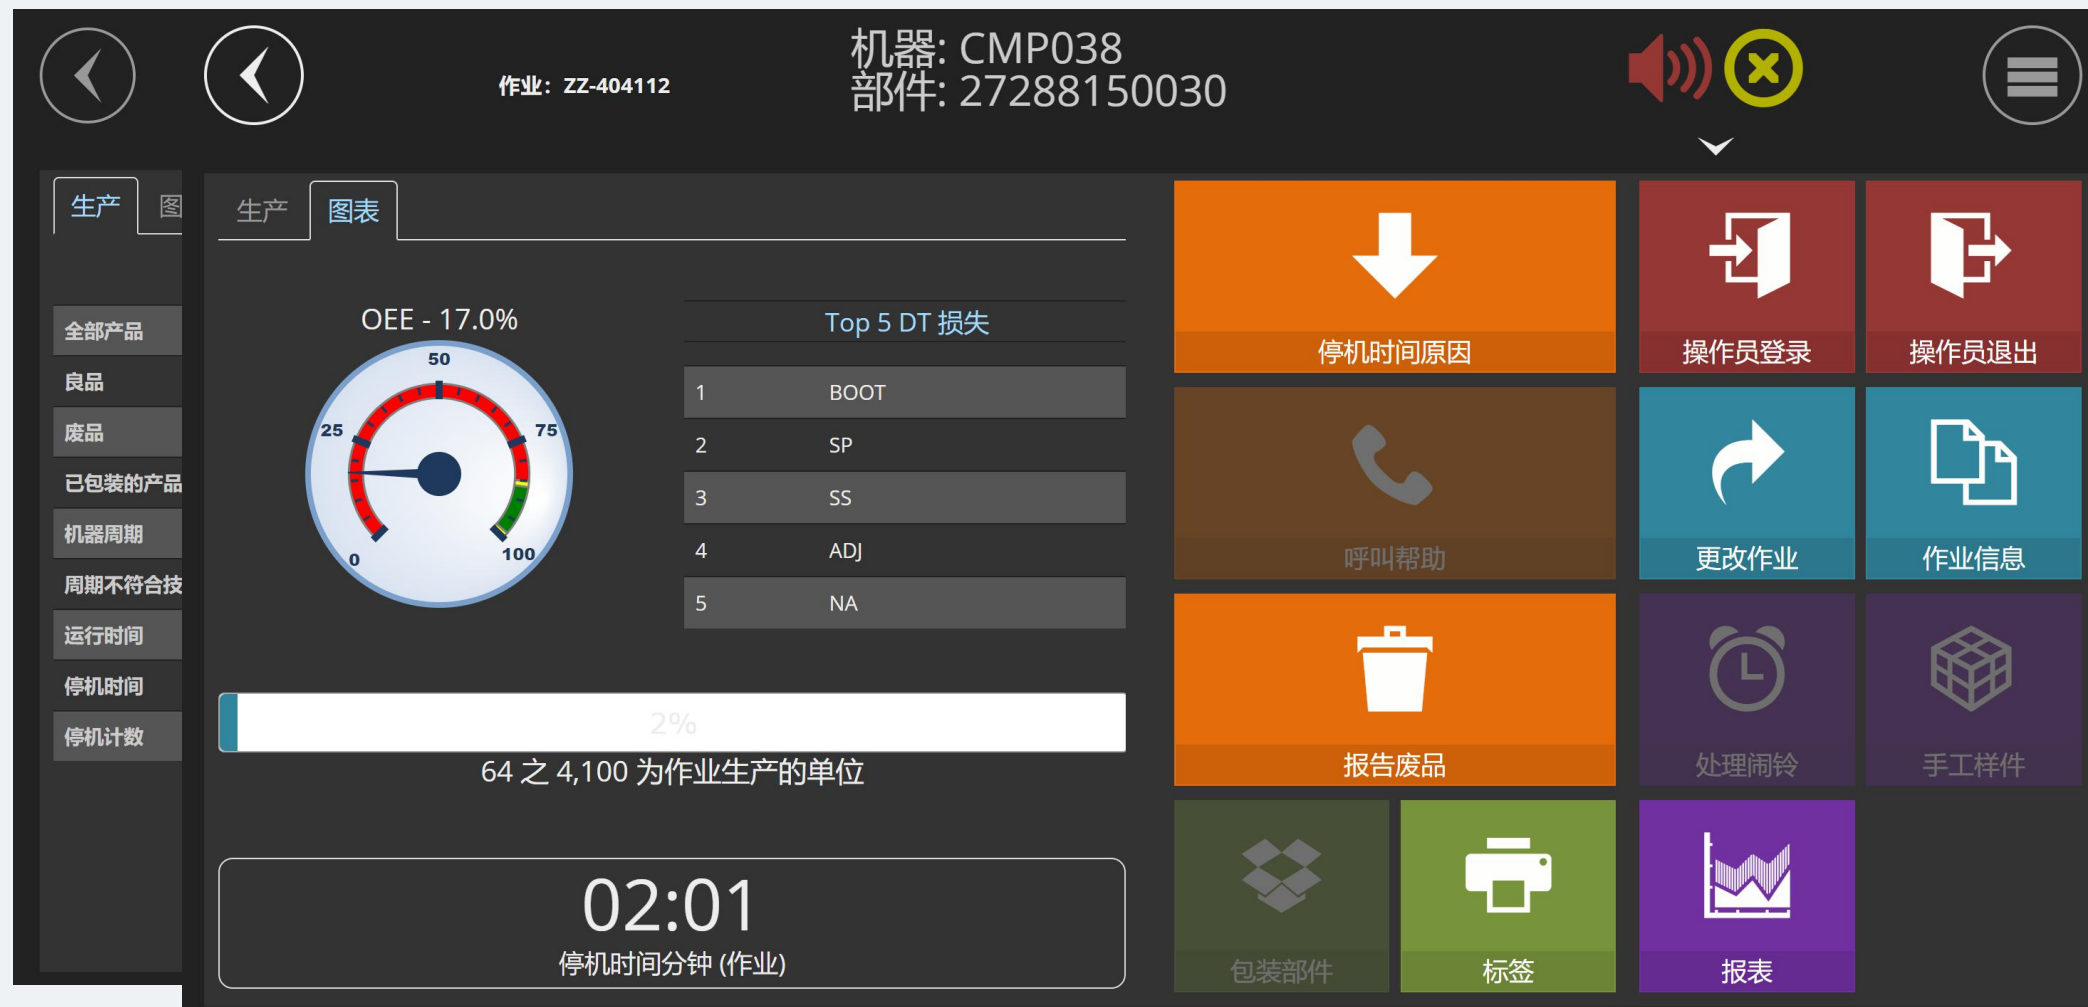 作业: ZZ-404112
机器: CMP038
部件: 27288150030
生产
图
全部产品
良品
废品
已包装的产品
机器周期
周期不符合技
运行时间
停机时间
停机计数
生产
图表
OEE - 17.0%
50
25
75
0
100
Top 5 DT 损失
1 BOOT
2 SP
3 SS
4 ADJ
5 NA
2%
64 之 4,100 为作业生产的单位
02:01
停机时间分钟 (作业)
停机时间原因
操作员登录
操作员退出
呼叫帮助
更改作业
作业信息
报告废品
处理闹铃
手工样件
包装部件
标签
报表